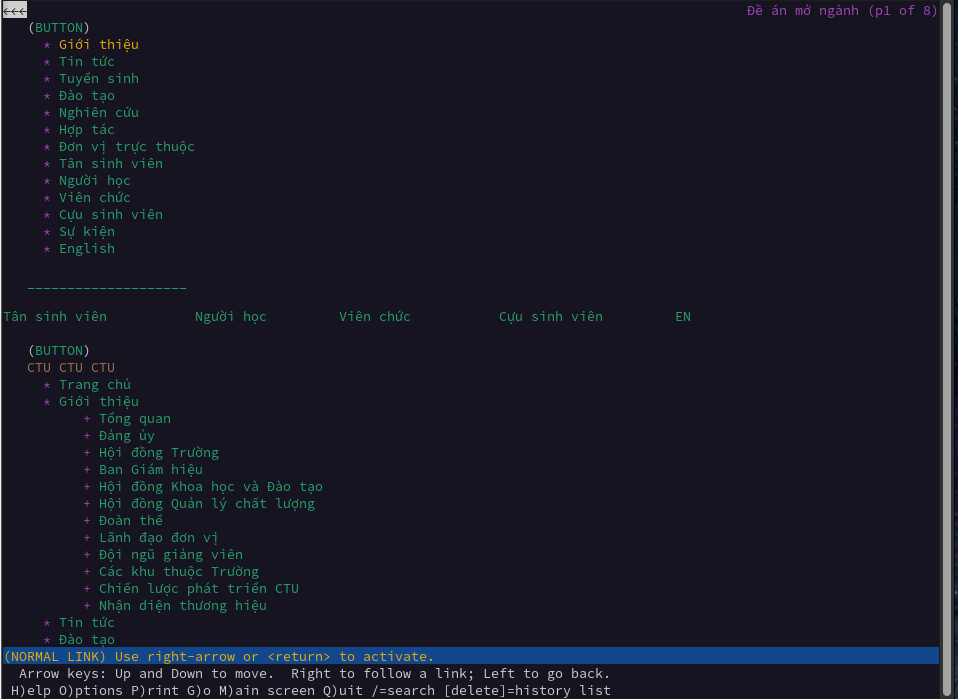 <<<
Đề án mở ngành (p1 of 8)
(BUTTON)
* Giới thiệu
* Tin tức
* Tuyển sinh
* Đào tạo
* Nghiên cứu
* Hợp tác
* Đơn vị trực thuộc
* Tân sinh viên
* Người học
* Viên chức
* Cựu sinh viên
* Sự kiện
* English
____________________
Tân sinh viên Người học Viên chức Cựu sinh viên EN
(BUTTON)
CTU CTU CTU
* Trang chủ
* Giới thiệu
+ Tổng quan
+ Đảng ủy
+ Hội đồng Trường
+ Ban Giám hiệu
+ Hội đồng Khoa học và Đào tạo
+ Hội đồng Quản lý chất lượng
+ Đoàn thể
+ Lãnh đạo đơn vị
+ Đội ngũ giảng viên
+ Các khu thuộc Trường
+ Chiến lược phát triển CTU
+ Nhận diện thương hiệu
* Tin tức
* Đào tạo
(NORMAL LINK) Use right-arrow or <return> to activate.
Arrow keys: Up and Down to move. Right to follow a link; Left to go back.
H)elp O)ptions P)rint G)o M)ain screen Q)uit /=search [delete]=history list